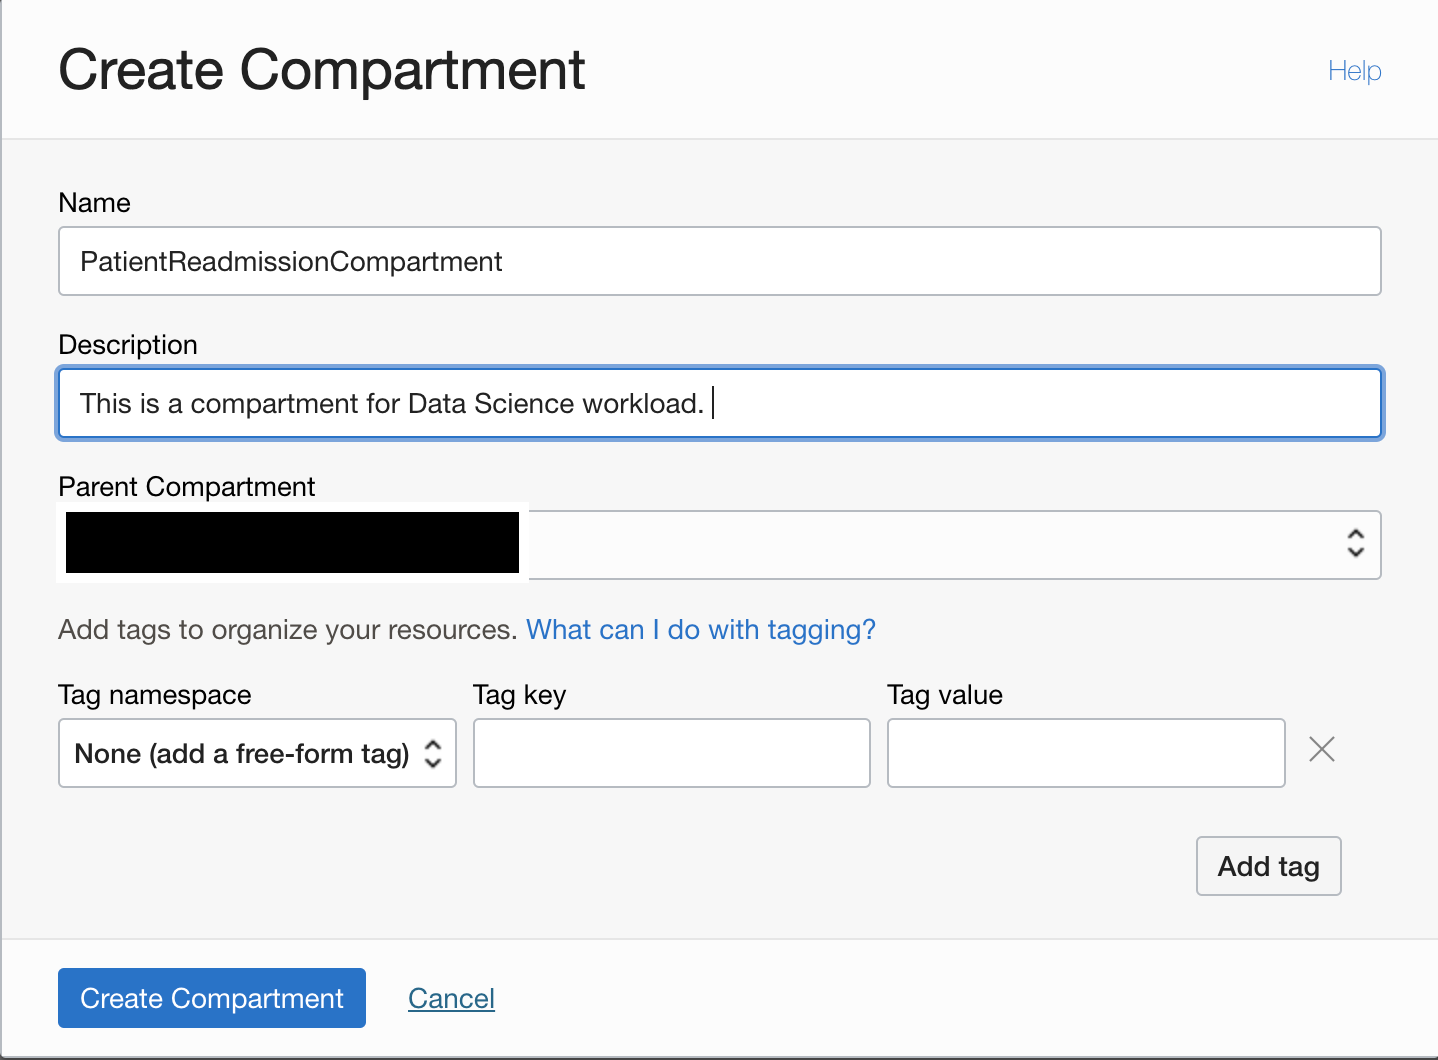 Create Compartment
Help
Name
PatientReadmissionCompartment
Description
This is a compartment for Data Science workload.
Parent Compartment
Add tags to organize your resources. What can I do with tagging?
Tag namespace Tag key Tag value
None (add a free-form tag)
Add tag
Create Compartment Cancel